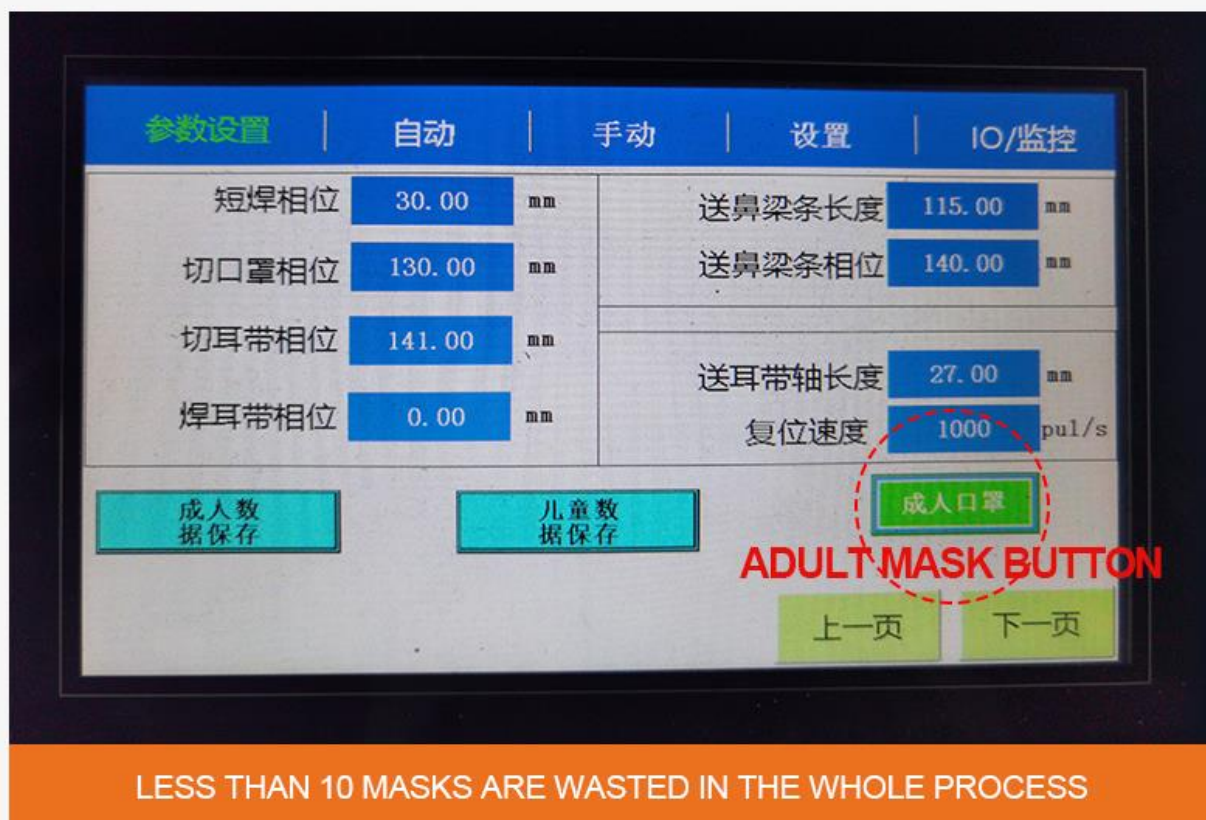 参数设置 自动 手动 设置 IO/监控
短焊相位 30.00 mm
切口罩相位 130.00 mm
切耳带相位 141.00 mm
焊耳带相位 0.00 mm
送鼻梁条长度 115.00 mm
送鼻梁条相位 140.00 mm
送耳带轴长度 27.00 mm
复位速度 1000 pul/s
成人数
据保存
儿童数
据保存
成人口罩
ADULT MASK BUTTON
上一页 下一页
LESS THAN 10 MASKS ARE WASTED IN THE WHOLE PROCESS